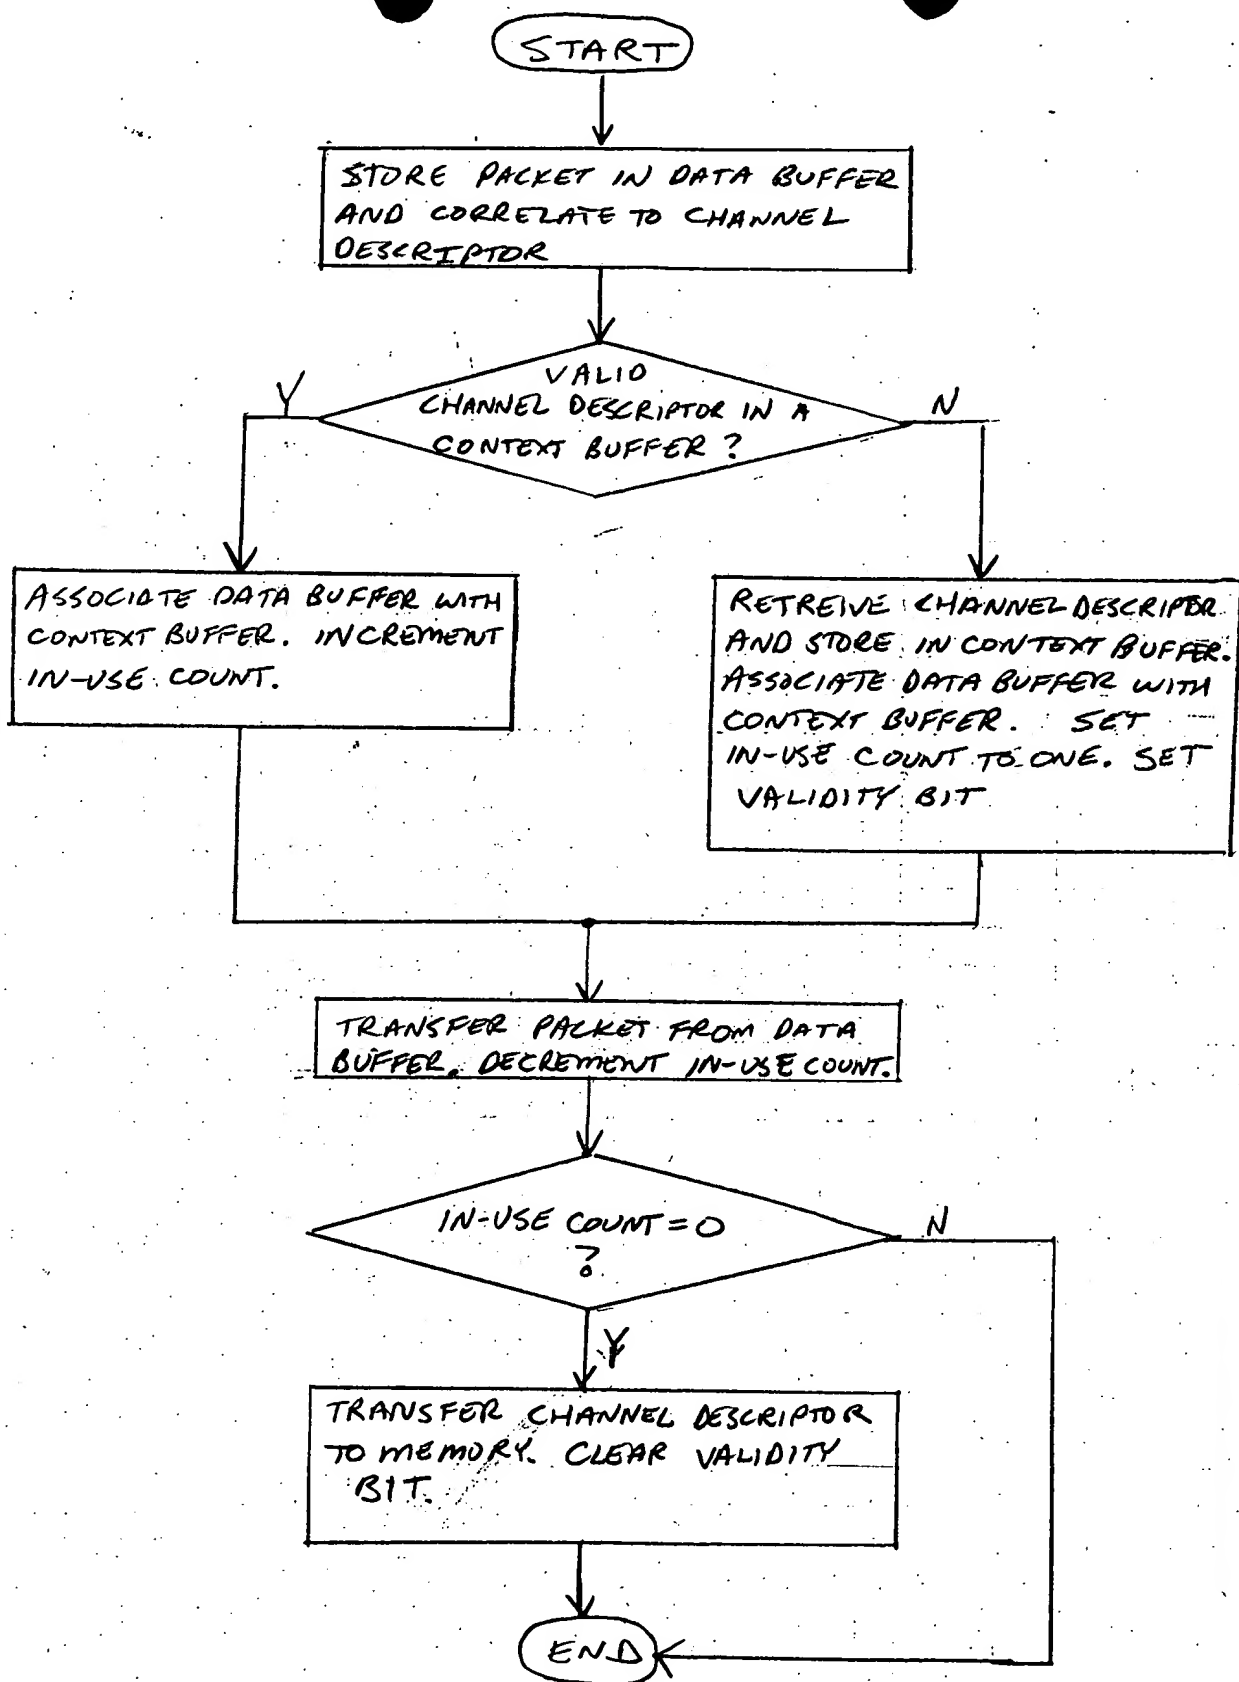 START
STORE PACKET IN DATA BUFFER
AND CORRELATE TO CHANNEL
DESCRIPTOR
VALID
CHANNEL DESCRIPTOR IN A
CONTEXT BUFFER ?
Y
N
ASSOCIATE DATA BUFFER WITH
CONTEXT BUFFER. INCREMENT
IN-USE COUNT.
RETREIVE CHANNEL DESCRIPTOR
AND STORE IN CONTEXT BUFFER.
ASSOCIATE DATA BUFFER WITH
CONTEXT BUFFER. SET
IN-USE COUNT TO ONE. SET
VALIDITY BIT
TRANSFER PACKET FROM DATA
BUFFER. DECREMENT IN-USE COUNT.
IN-USE COUNT = 0
?
N
Y
TRANSFER CHANNEL DESCRIPTOR
TO MEMORY. CLEAR VALIDITY
BIT.
END